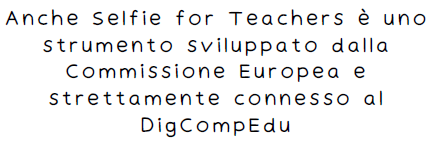 Anche Selfie for Teachers è uno
strumento sviluppato dalla
Commissione Europea e
strettamente connesso al
DigCompEdu